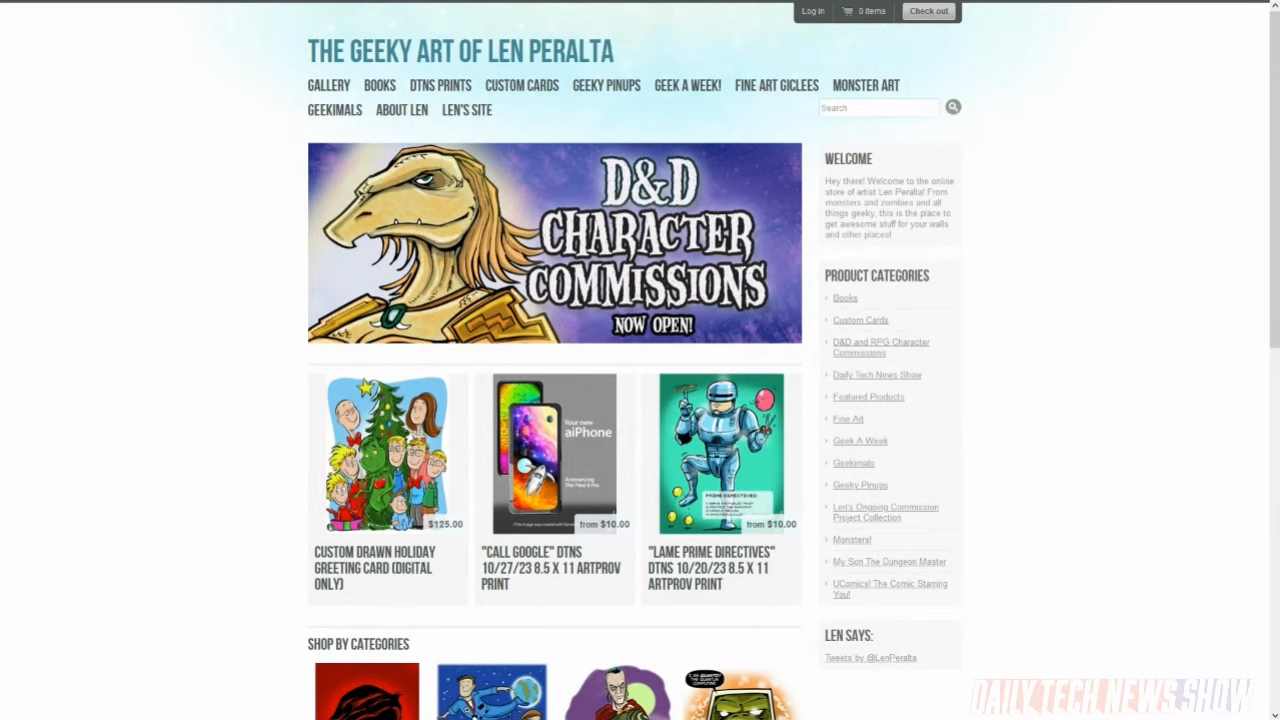 Log in
0 items
Check out
THE GEEKY ART OF LEN PERALTA
GALLERY BOOKS DTNS PRINTS CUSTOM CARDS GEEKY PINUPS GEEK A WEEK! FINE ART GICLEES MONSTER ART
GEEKIMALS ABOUT LEN LEN'S SITE
Search
D&D
CHARACTER
COMMISSIONS
NOW OPEN!
WELCOME
Hey there! Welcome to the online
store of artist Len Peralta! From
monsters and zombies and all
things geeky, this is the place to
get awesome stuff for your walls
and other places!
PRODUCT CATEGORIES
Books
Custom Cards
D&D and RPG Character
Commissions
Daily Tech News Show
Featured Products
Fine Art
Geek A Week
Geekimals
Geeky Pinups
Len's Ongoing Commission
Project Collection
Monsters!
My Son The Dungeon Master
UComics! The Comic Starring
You!
LEN SAYS:
Tweets by @LenPeralta
$125.00
CUSTOM DRAWN HOLIDAY
GREETING CARD (DIGITAL
ONLY)
Your new
aiPhone
Announcing
from $10.00
"CALL GOOGLE" DTNS
10/27/23 8.5 X 11 ARTPROV
PRINT
PRIME DIRECTIVES:
from $10.00
"LAME PRIME DIRECTIVES"
DTNS 10/20/23 8.5 X 11
ARTPROV PRINT
SHOP BY CATEGORIES
DAILY TECH NEWS SHOW